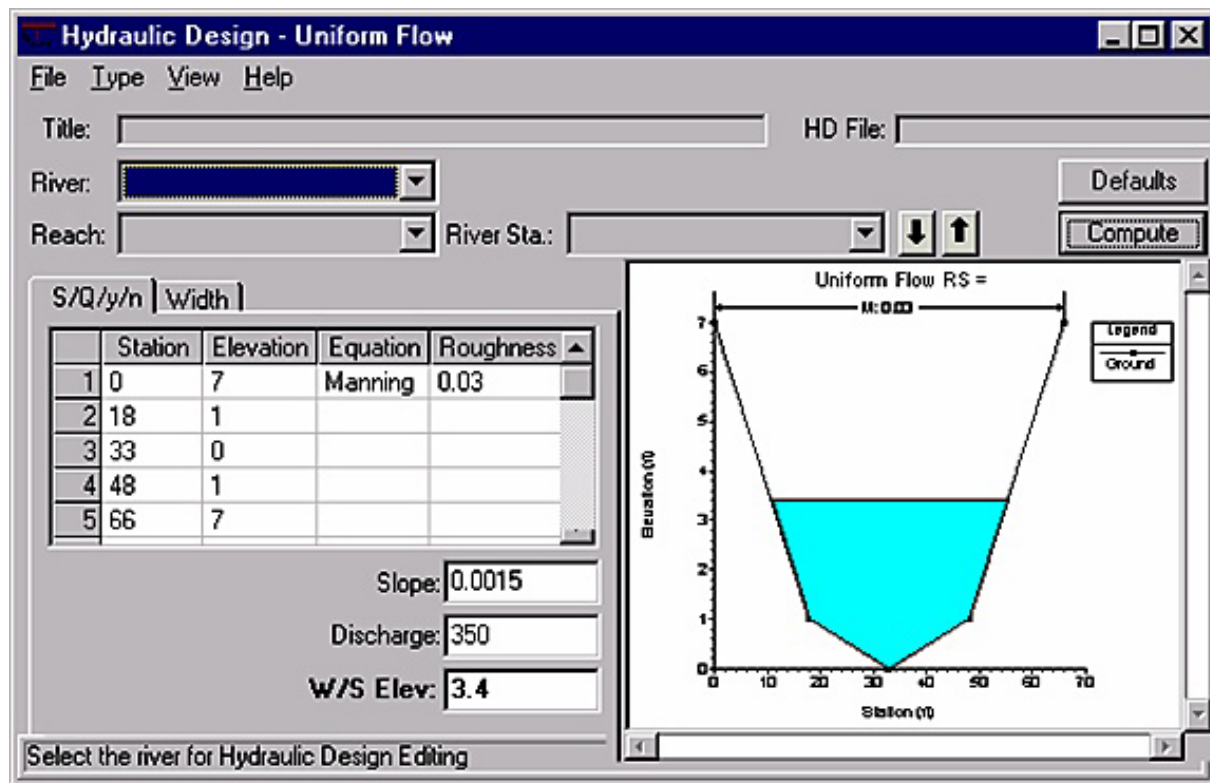 Hydraulic Design - Uniform Flow
File Type View Help
Title: HD File:
River: Defaults
Reach: River Sta.: Compute
S/Q/y/n Width
Station Elevation Equation Roughness
1 0 7 Manning 0.03
2 18 1
3 33 0
4 48 1
5 66 7
Slope: 0.0015
Discharge: 350
W/S Elev: 3.4
Select the river for Hydraulic Design Editing
Uniform Flow RS =
Legend
Ground
7
6
5
4
3
2
1
0
0 10 20 30 40 50 60 70
Station (ft)